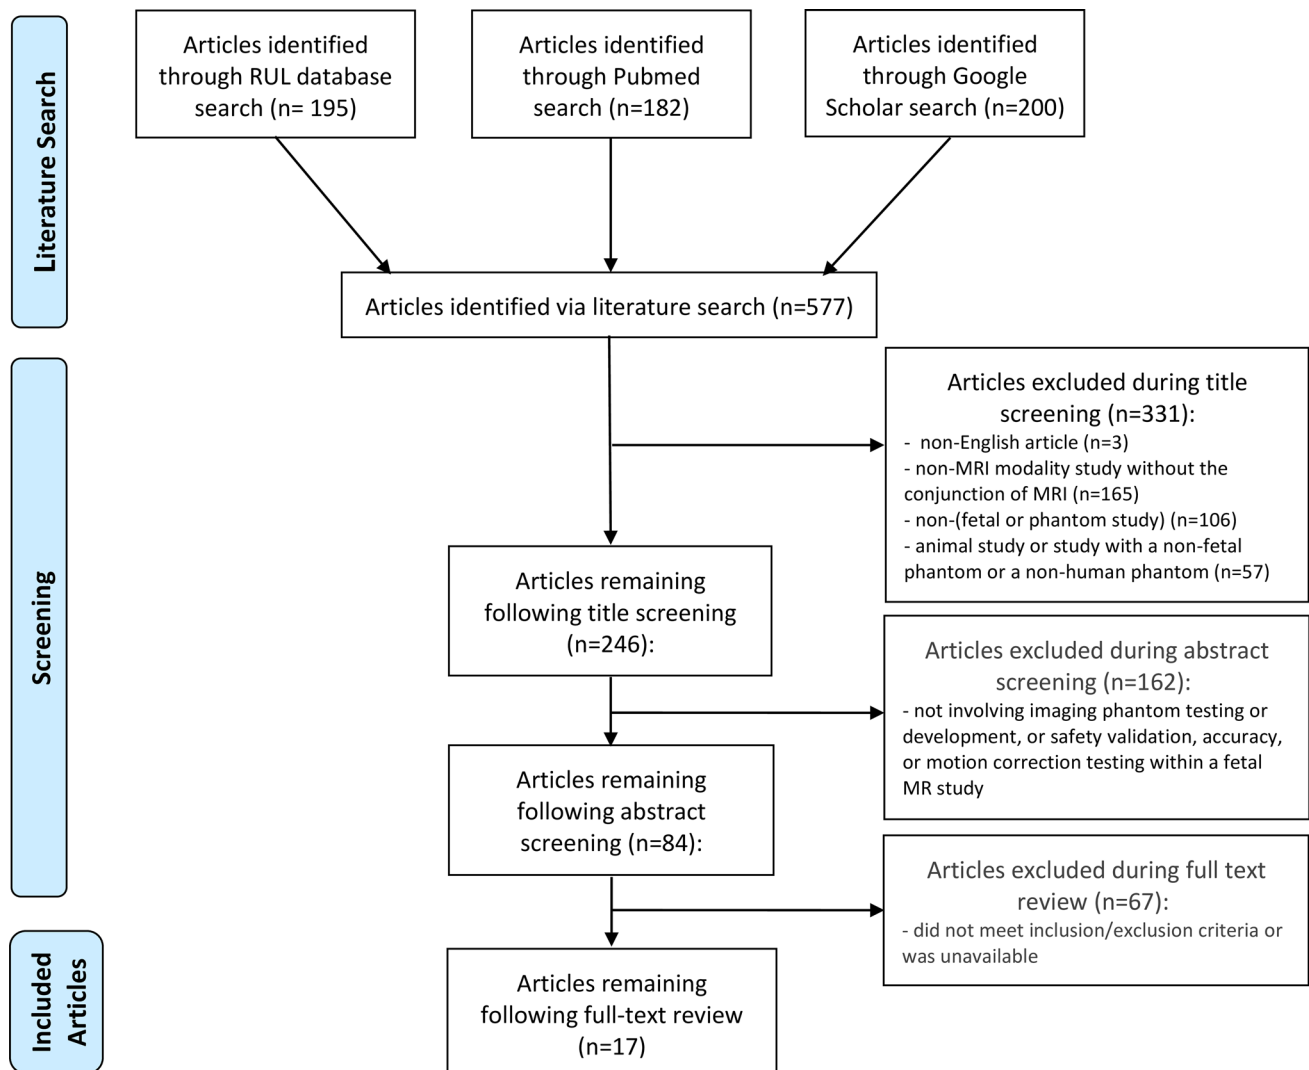 Literature Search
Articles identified
through RUL database
search (n= 195)
Articles identified
through Pubmed
search (n=182)
Articles identified
through Google
Scholar search (n=200)
Articles identified via literature search (n=577)
Screening
Articles excluded during title
screening (n=331):
- non-English article (n=3)
- non-MRI modality study without the
conjunction of MRI (n=165)
- non-(fetal or phantom study) (n=106)
- animal study or study with a non-fetal
phantom or a non-human phantom (n=57)
Articles remaining
following title screening
(n=246):
Articles excluded during abstract
screening (n=162):
- not involving imaging phantom testing or
development, or safety validation, accuracy,
or motion correction testing within a fetal
MR study
Articles remaining
following abstract
screening (n=84):
Articles excluded during full text
review (n=67):
- did not meet inclusion/exclusion criteria or
was unavailable
Included
Articles
Articles remaining
following full-text review
(n=17)